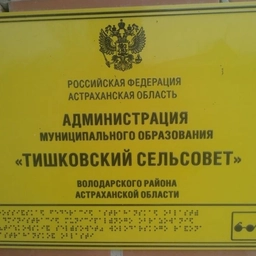 РОССИЙСКАЯ ФЕДЕРАЦИЯ
АСТРАХАНСКАЯ ОБЛАСТЬ
АДМИНИСТРАЦИЯ
МУНИЦИПАЛЬНОГО ОБРАЗОВАНИЯ
«ТИШКОВСКИЙ СЕЛЬСОВЕТ»
ВОЛОДАРСКОГО РАЙОНА
АСТРАХАНСКОЙ ОБЛАСТИ